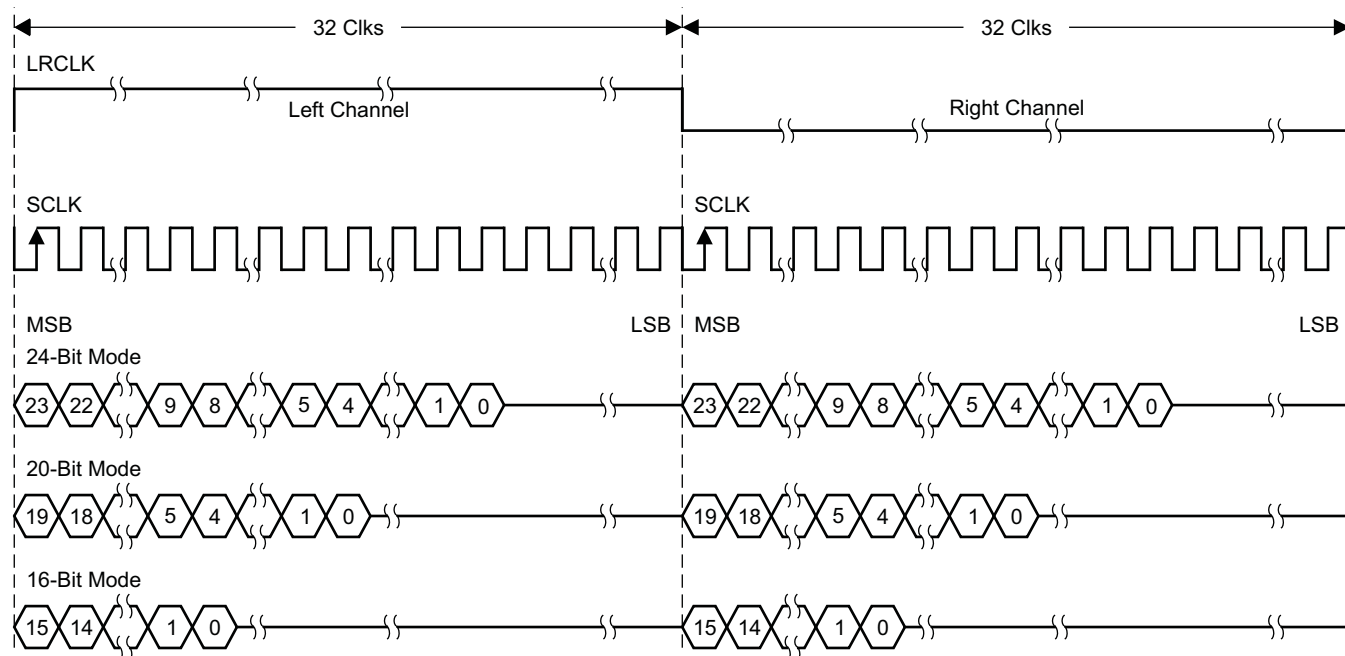 32 Clks 32 Clks
LRCLK
Left Channel Right Channel
SCLK SCLK
MSB LSB MSB LSB
24-Bit Mode
23 22 9 8 5 4 1 0 23 22 9 8 5 4 1 0
20-Bit Mode
19 18 5 4 1 0 19 18 5 4 1 0
16-Bit Mode
15 14 1 0 15 14 1 0